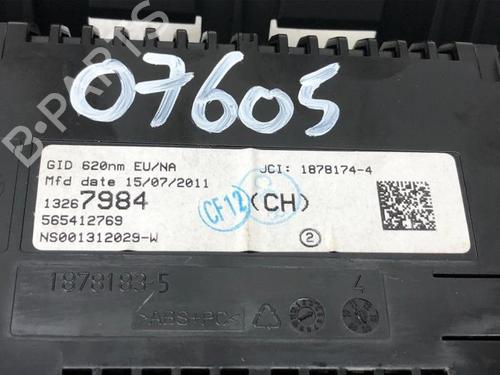 07605
B-PARTS
GID 620nm EU/NA
JCI: 1878174-4
Mfd date 15/07/2011
13267984
(CH)
CF12
565412769
NS001312029-W
2
1878183-5
4
>ABS+PC<